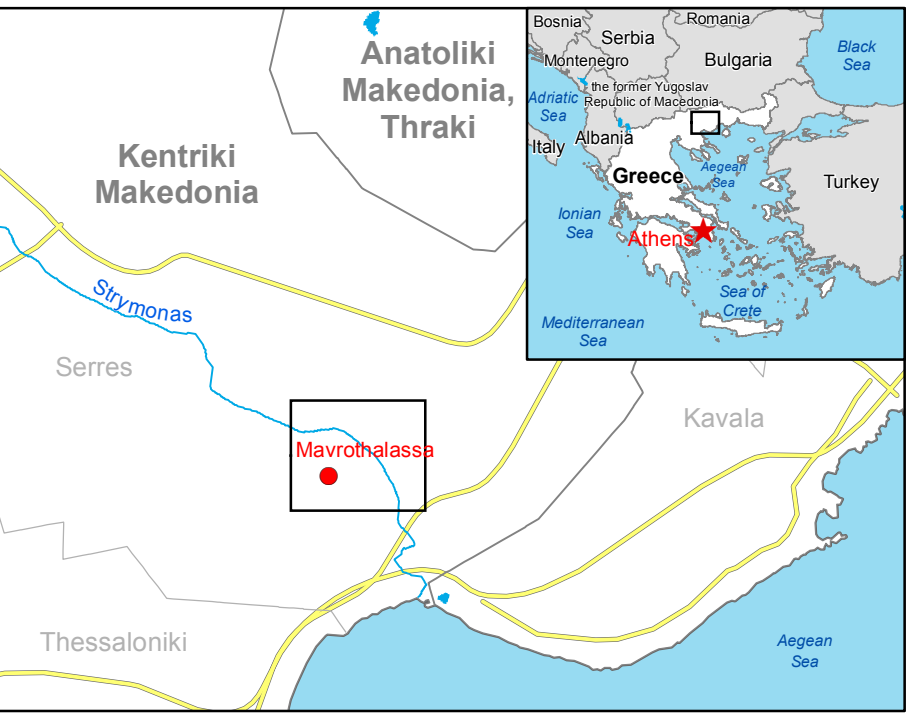 Anatoliki
Makedonia,
Thraki
Kentriki
Makedonia
Strymonas
Serres
Mavrothalassa
Kavala
Thessaloniki
Aegean
Sea
Bosnia
Romania
Serbia
Black
Sea
Montenegro
Bulgaria
the former Yugoslav
Republic of Macedonia
Adriatic
Sea
Albania
Italy
Greece
Aegean
Sea
Turkey
Ionian
Sea
Athens
Sea of
Crete
Mediterranean
Sea